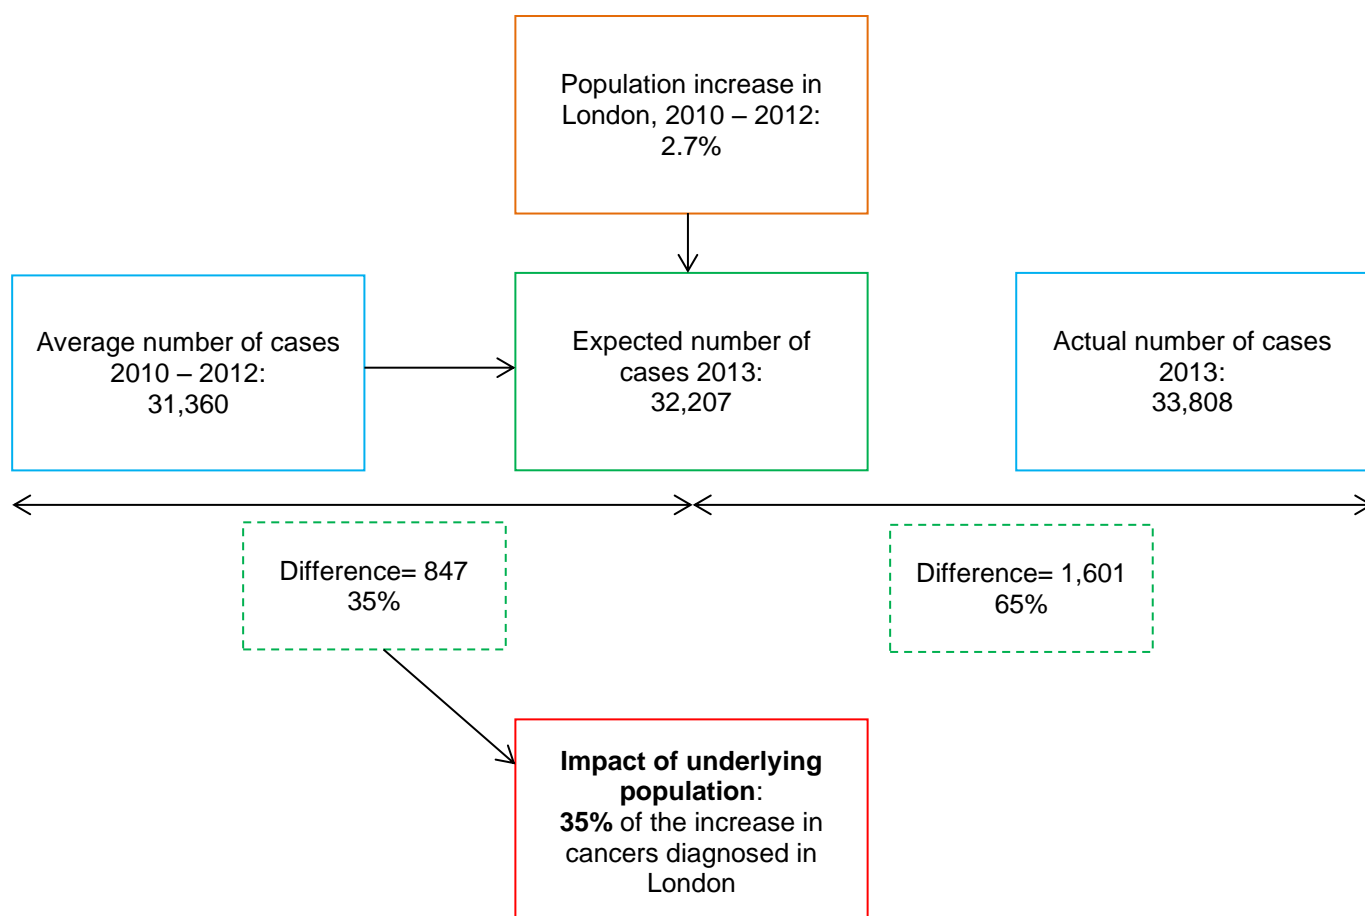 Population increase in
London, 2010 – 2012:
2.7%
Average number of cases
2010 – 2012:
31,360
Expected number of
cases 2013:
32,207
Actual number of cases
2013:
33,808
Difference= 847
35%
Difference= 1,601
65%
Impact of underlying
population:
35% of the increase in
cancers diagnosed in
London